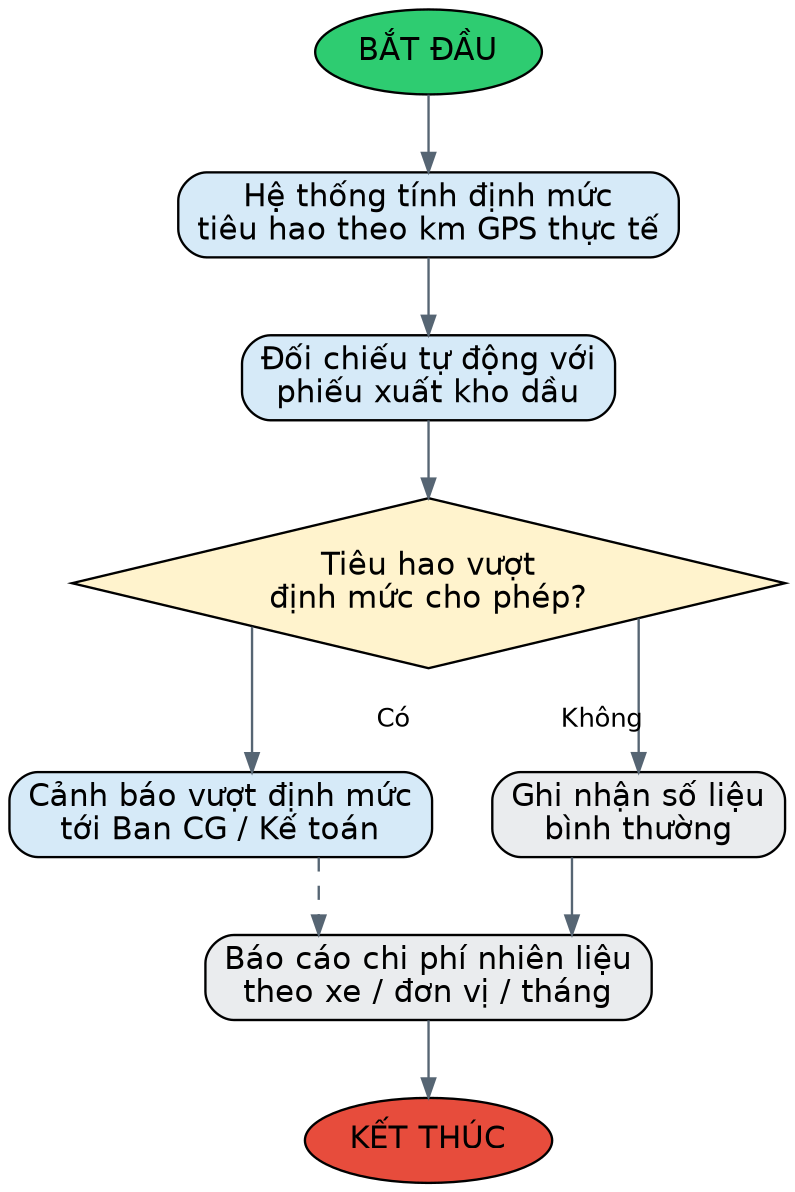 BẮT ĐẦU
Hệ thống tính định mức
tiêu hao theo km GPS thực tế
Đối chiếu tự động với
phiếu xuất kho dầu
Tiêu hao vượt
định mức cho phép?
Có
Không
Cảnh báo vượt định mức
tới Ban CG / Kế toán
Ghi nhận số liệu
bình thường
Báo cáo chi phí nhiên liệu
theo xe / đơn vị / tháng
KẾT THÚC